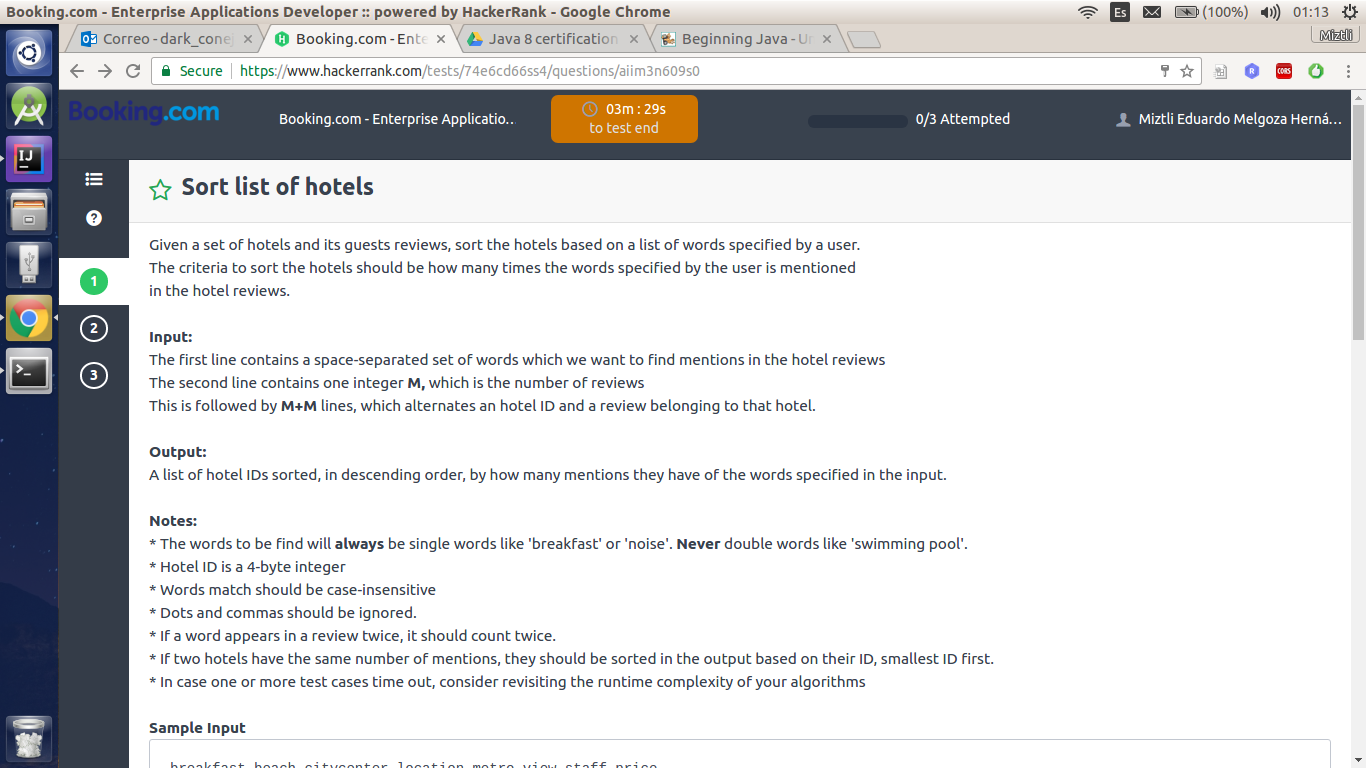 Booking.com - Enterprise Applications Developer :: powered by HackerRank - Google Chrome
Es
(100%)
01:13
Correo - dark_cone
Booking.com - Ente
Java 8 certification
Beginning Java - Un
Miztli
Secure
https://www.hackerrank.com/tests/74e6cd66ss4/questions/aiim3n609s0
R
CORS
Booking.com
Booking.com - Enterprise Applicatio...
03m : 29s
to test end
0/3 Attempted
Miztli Eduardo Melgoza Herná...
IJ
Sort list of hotels
?
1
2
3
Given a set of hotels and its guests reviews, sort the hotels based on a list of words specified by a user.
The criteria to sort the hotels should be how many times the words specified by the user is mentioned
in the hotel reviews.
Input:
The first line contains a space-separated set of words which we want to find mentions in the hotel reviews
The second line contains one integer M, which is the number of reviews
This is followed by M+M lines, which alternates an hotel ID and a review belonging to that hotel.
Output:
A list of hotel IDs sorted, in descending order, by how many mentions they have of the words specified in the input.
Notes:
* The words to be find will always be single words like 'breakfast' or 'noise'. Never double words like 'swimming pool'.
* Hotel ID is a 4-byte integer
* Words match should be case-insensitive
* Dots and commas should be ignored.
* If a word appears in a review twice, it should count twice.
* If two hotels have the same number of mentions, they should be sorted in the output based on their ID, smallest ID first.
* In case one or more test cases time out, consider revisiting the runtime complexity of your algorithms
Sample Input
breakfast beach citycenter location metro view staff price